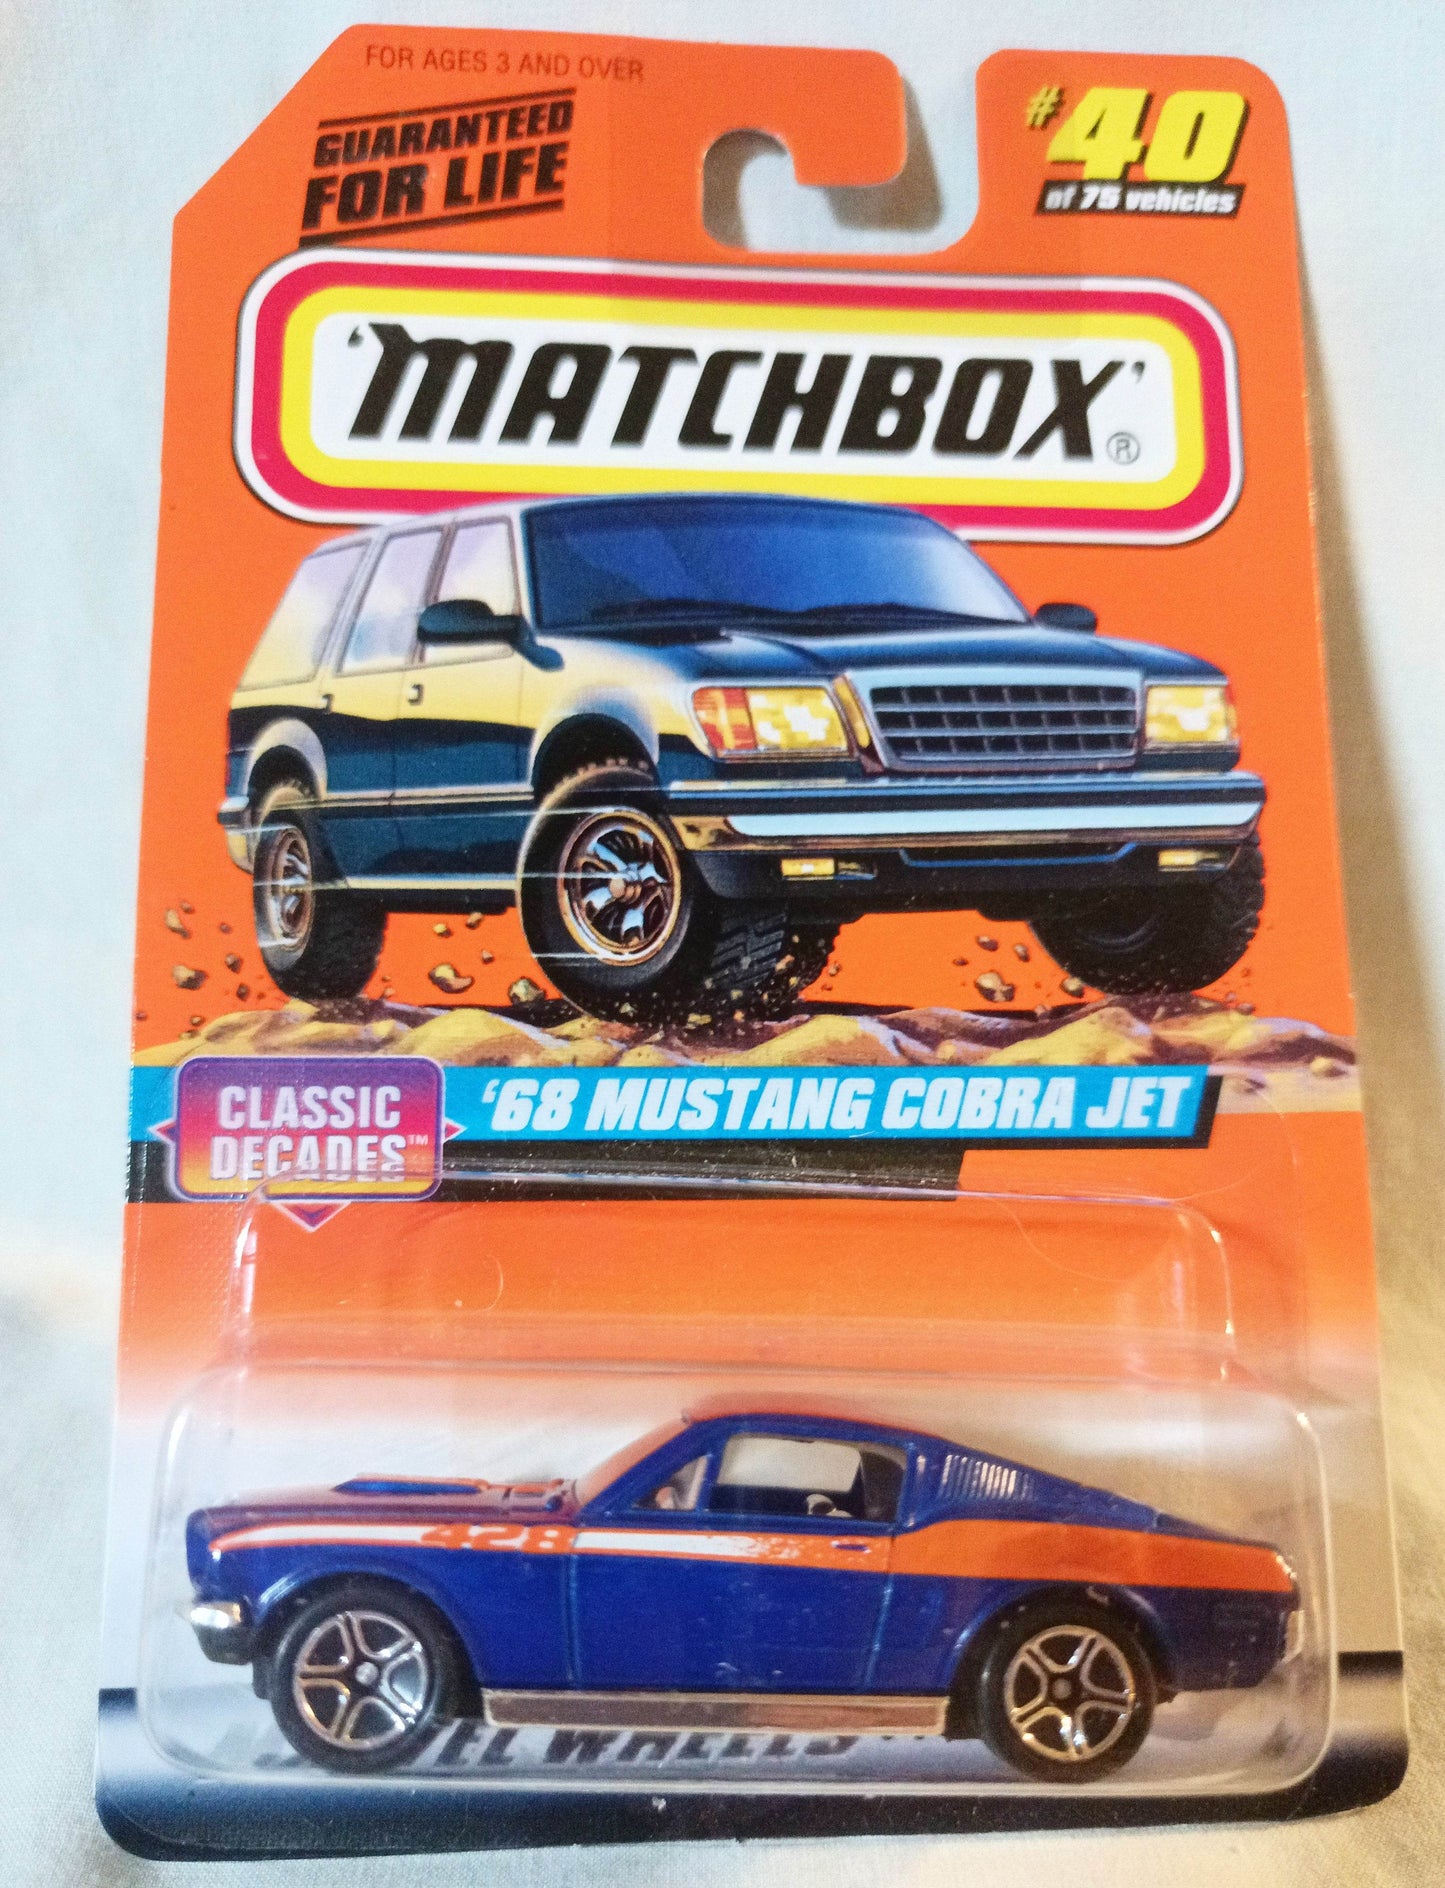 FOR AGES 3 AND OVER
GUARANTEED
FOR LIFE
#40
of 75 vehicles
'MATCHBOX'®
CLASSIC
DECADES™
'68 MUSTANG COBRA JET
428
WHEELS